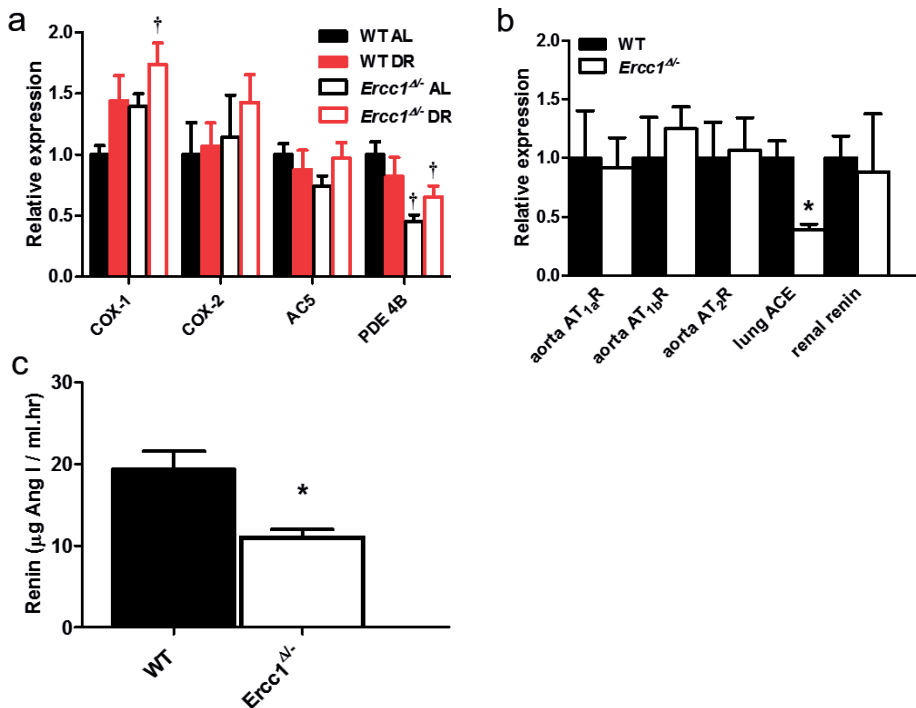 a
Relative expression
2.0
1.5
1.0
0.5
0.0
†
†
†
WT AL
WT DR
Ercc1Δ/- AL
Ercc1Δ/- DR
COX-1
COX-2
AC5
PDE 4B
b
Relative expression
2.0
1.5
1.0
0.5
0.0
WT
Ercc1Δ/-
*
aorta AT1aR
aorta AT1bR
aorta AT2R
lung ACE
renal renin
c
Renin (μg Ang I / ml.hr)
30
20
10
0
*
WT
Ercc1Δ/-